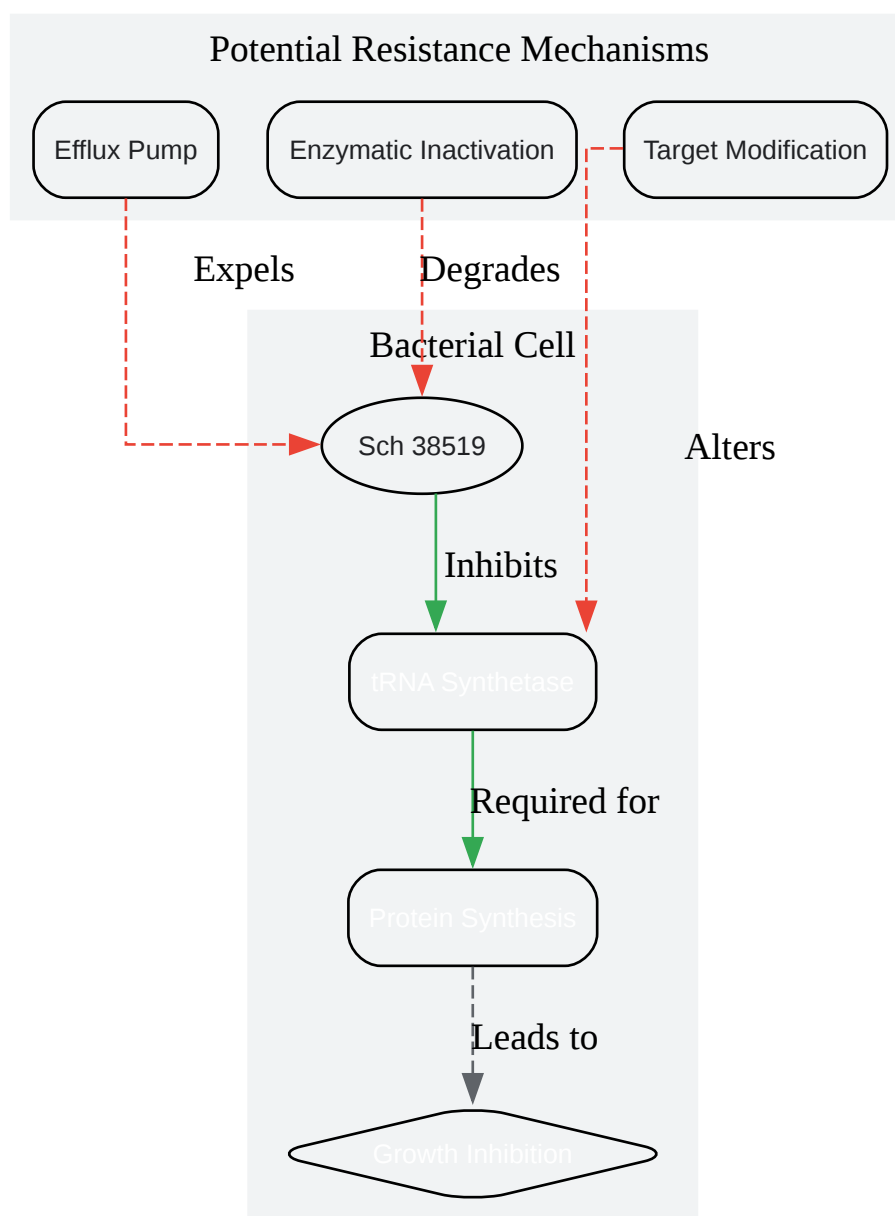 Potential Resistance Mechanisms
Efflux Pump
Enzymatic Inactivation
Target Modification
Expels
Degrades
Bacterial Cell
Sch 38519
Alters
Inhibits
tRNA Synthetase
Required for
Protein Synthesis
Leads to
Growth Inhibition